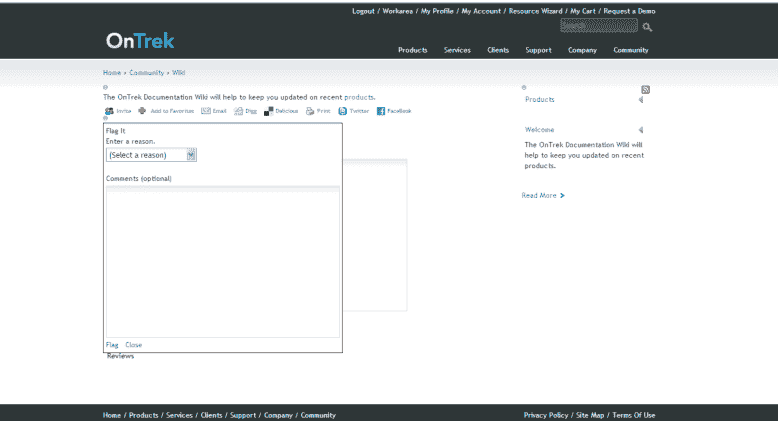 Logout / Workarea / My Profile / My Account / Resource Wizard / My Cart / Request a Demo
Search
OnTrek
Products Services Clients Support Company Community
Home > Community > Wiki
The OnTrek Documentation Wiki will help to keep you updated on recent products.
Invite Add to Favorites Email Digg Delicious Print Twitter FaceBook
Flag It
Enter a reason.
(Select a reason)
Comments (optional)
Flag Close
Reviews
Products
Welcome
The OnTrek Documentation Wiki will
help to keep you updated on recent
products.
Read More >
Home / Products / Services / Clients / Support / Company / Community
Privacy Policy / Site Map / Terms Of Use